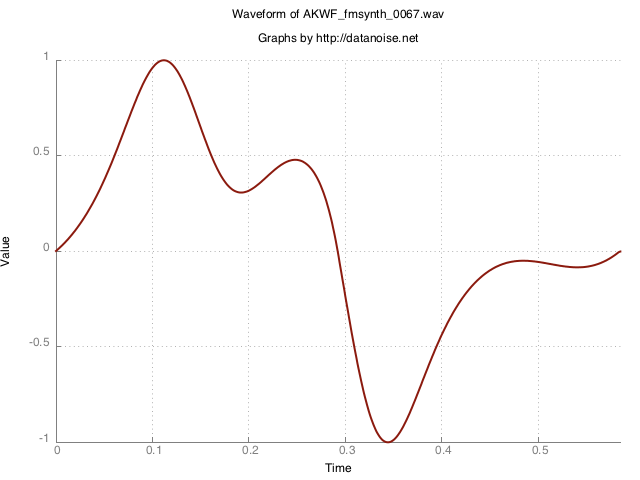 Waveform of AKWF_fmsynth_0067.wav
Graphs by http://datanoise.net
1
0.5
0
-0.5
-1
Value
0 0.1 0.2 0.3 0.4 0.5
Time